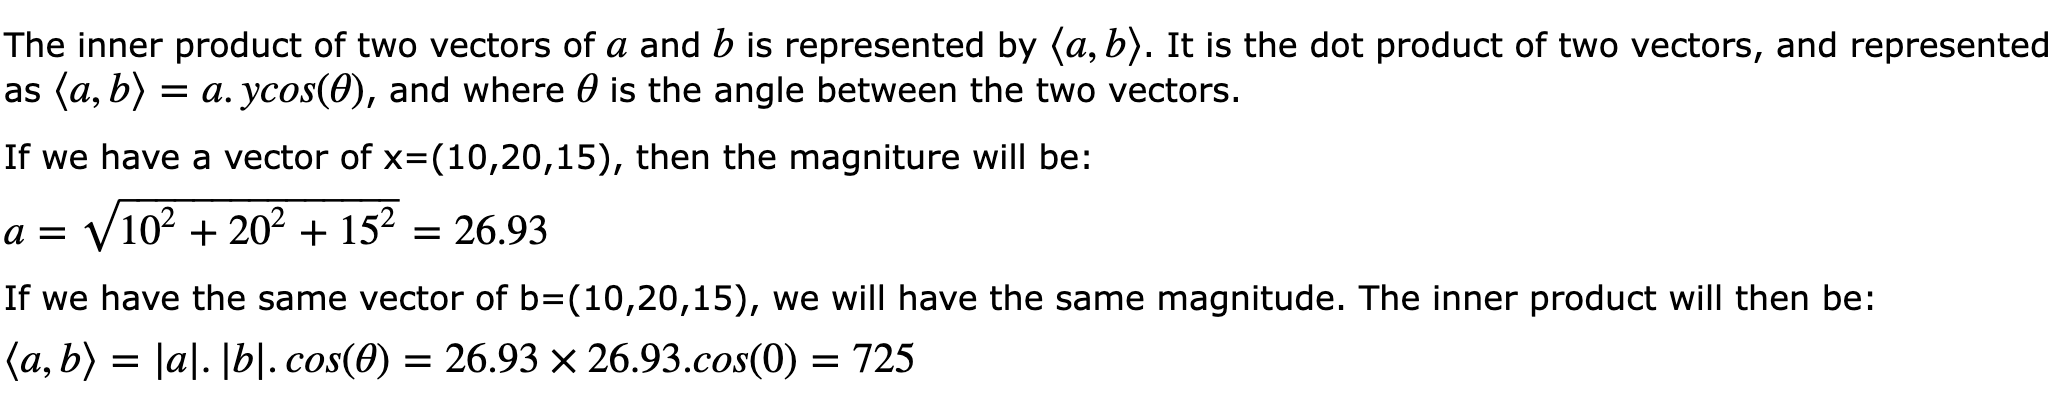 The inner product of two vectors of a and b is represented by ⟨a, b⟩. It is the dot product of two vectors, and represented
as ⟨a, b⟩ = a. ycos(θ), and where θ is the angle between the two vectors.
If we have a vector of x=(10,20,15), then the magniture will be:
a = √(10² + 20² + 15²) = 26.93
If we have the same vector of b=(10,20,15), we will have the same magnitude. The inner product will then be:
⟨a, b⟩ = |a|. |b|. cos(θ) = 26.93 × 26.93.cos(0) = 725